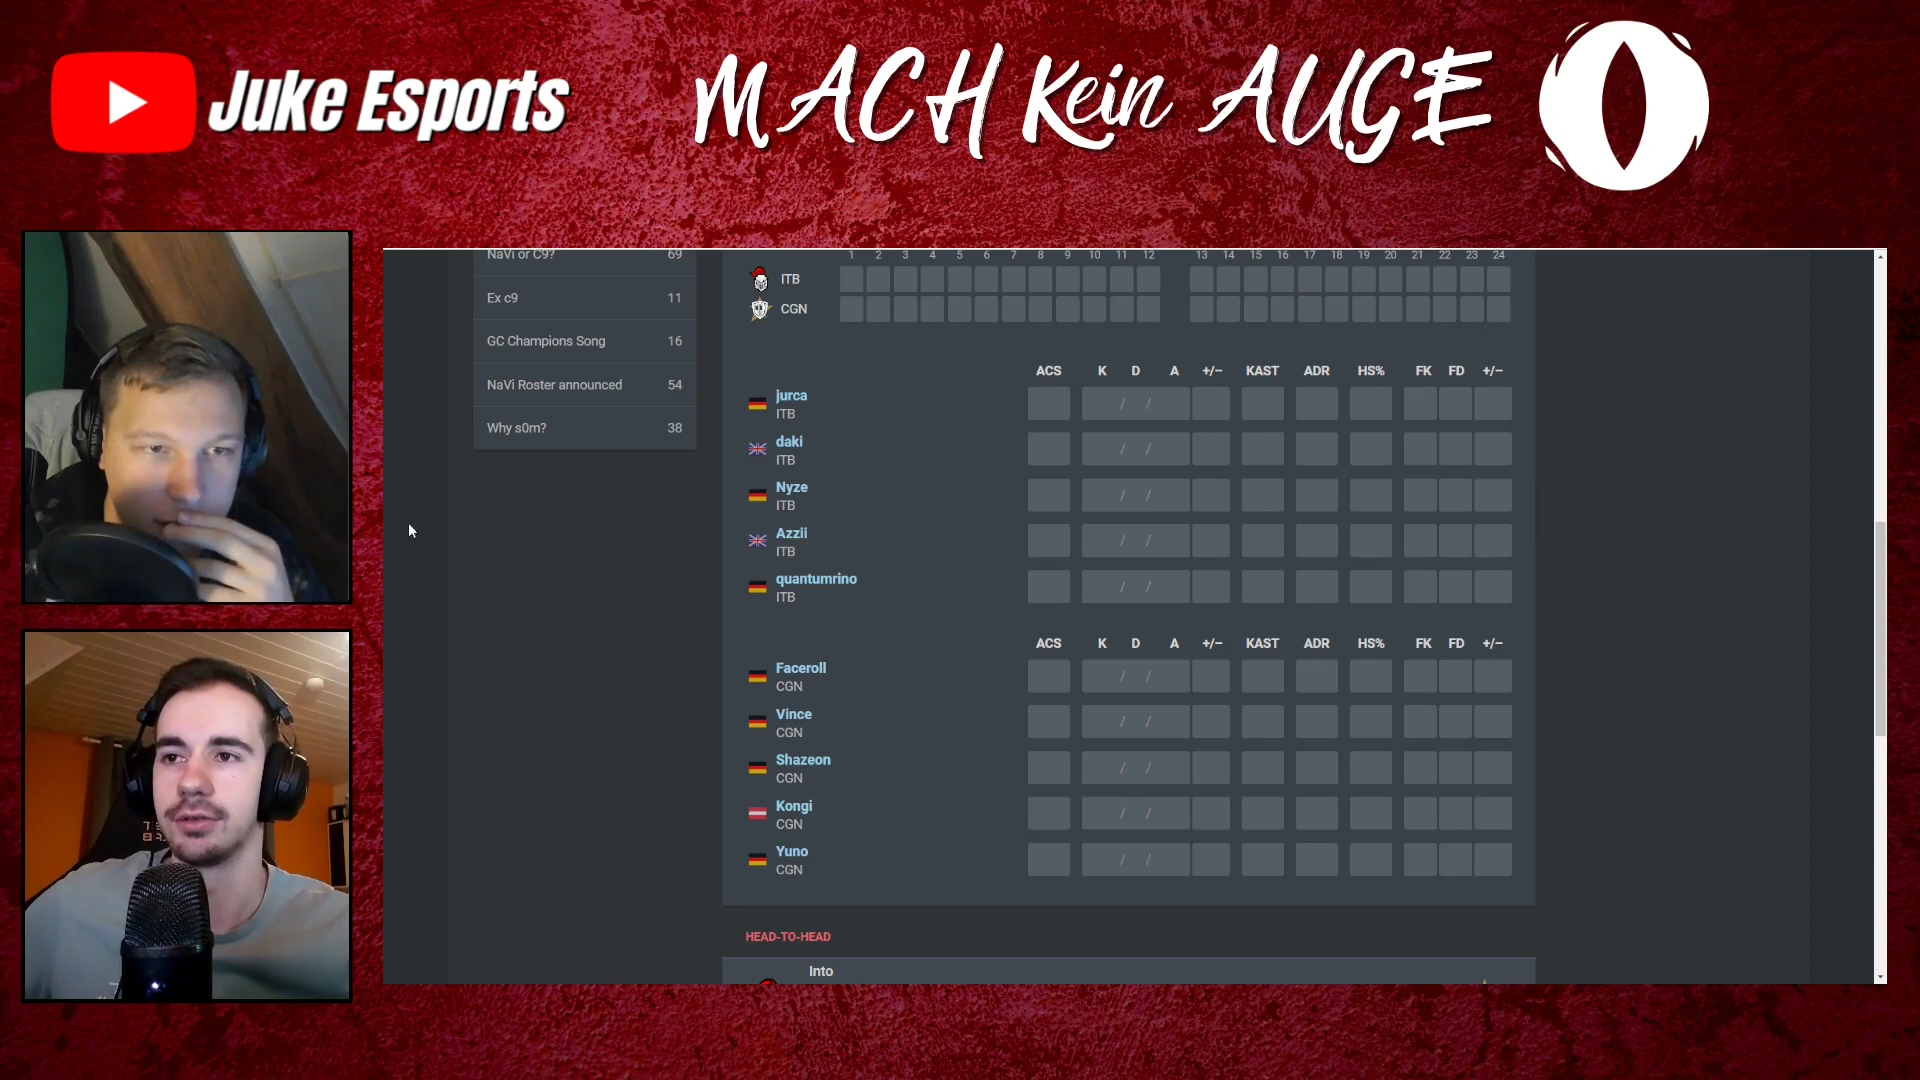 Juke Esports
MACH Kein AUGE
NaVi or C9? 69
Ex c9 11
GC Champions Song 16
NaVi Roster announced 54
Why s0m? 38
1 2 3 4 5 6 7 8 9 10 11 12 13 14 15 16 17 18 19 20 21 22 23 24
ITB
CGN
ACS K D A +/– KAST ADR HS% FK FD +/–
jurca
ITB
/ /
daki
ITB
/ /
Nyze
ITB
/ /
Azzii
ITB
/ /
quantumrino
ITB
/ /
ACS K D A +/– KAST ADR HS% FK FD +/–
Faceroll
CGN
/ /
Vince
CGN
/ /
Shazeon
CGN
/ /
Kongi
CGN
/ /
Yuno
CGN
/ /
HEAD-TO-HEAD
Into